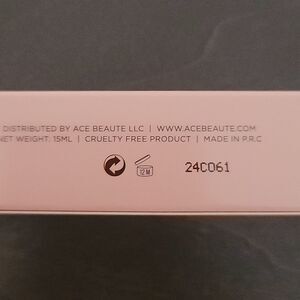 DISTRIBUTED BY ACE BEAUTE LLC | WWW.ACEBEAUTE.COM
NET WEIGHT: 15ML | CRUELTY FREE PRODUCT | MADE IN P.R.C
12M
24C061